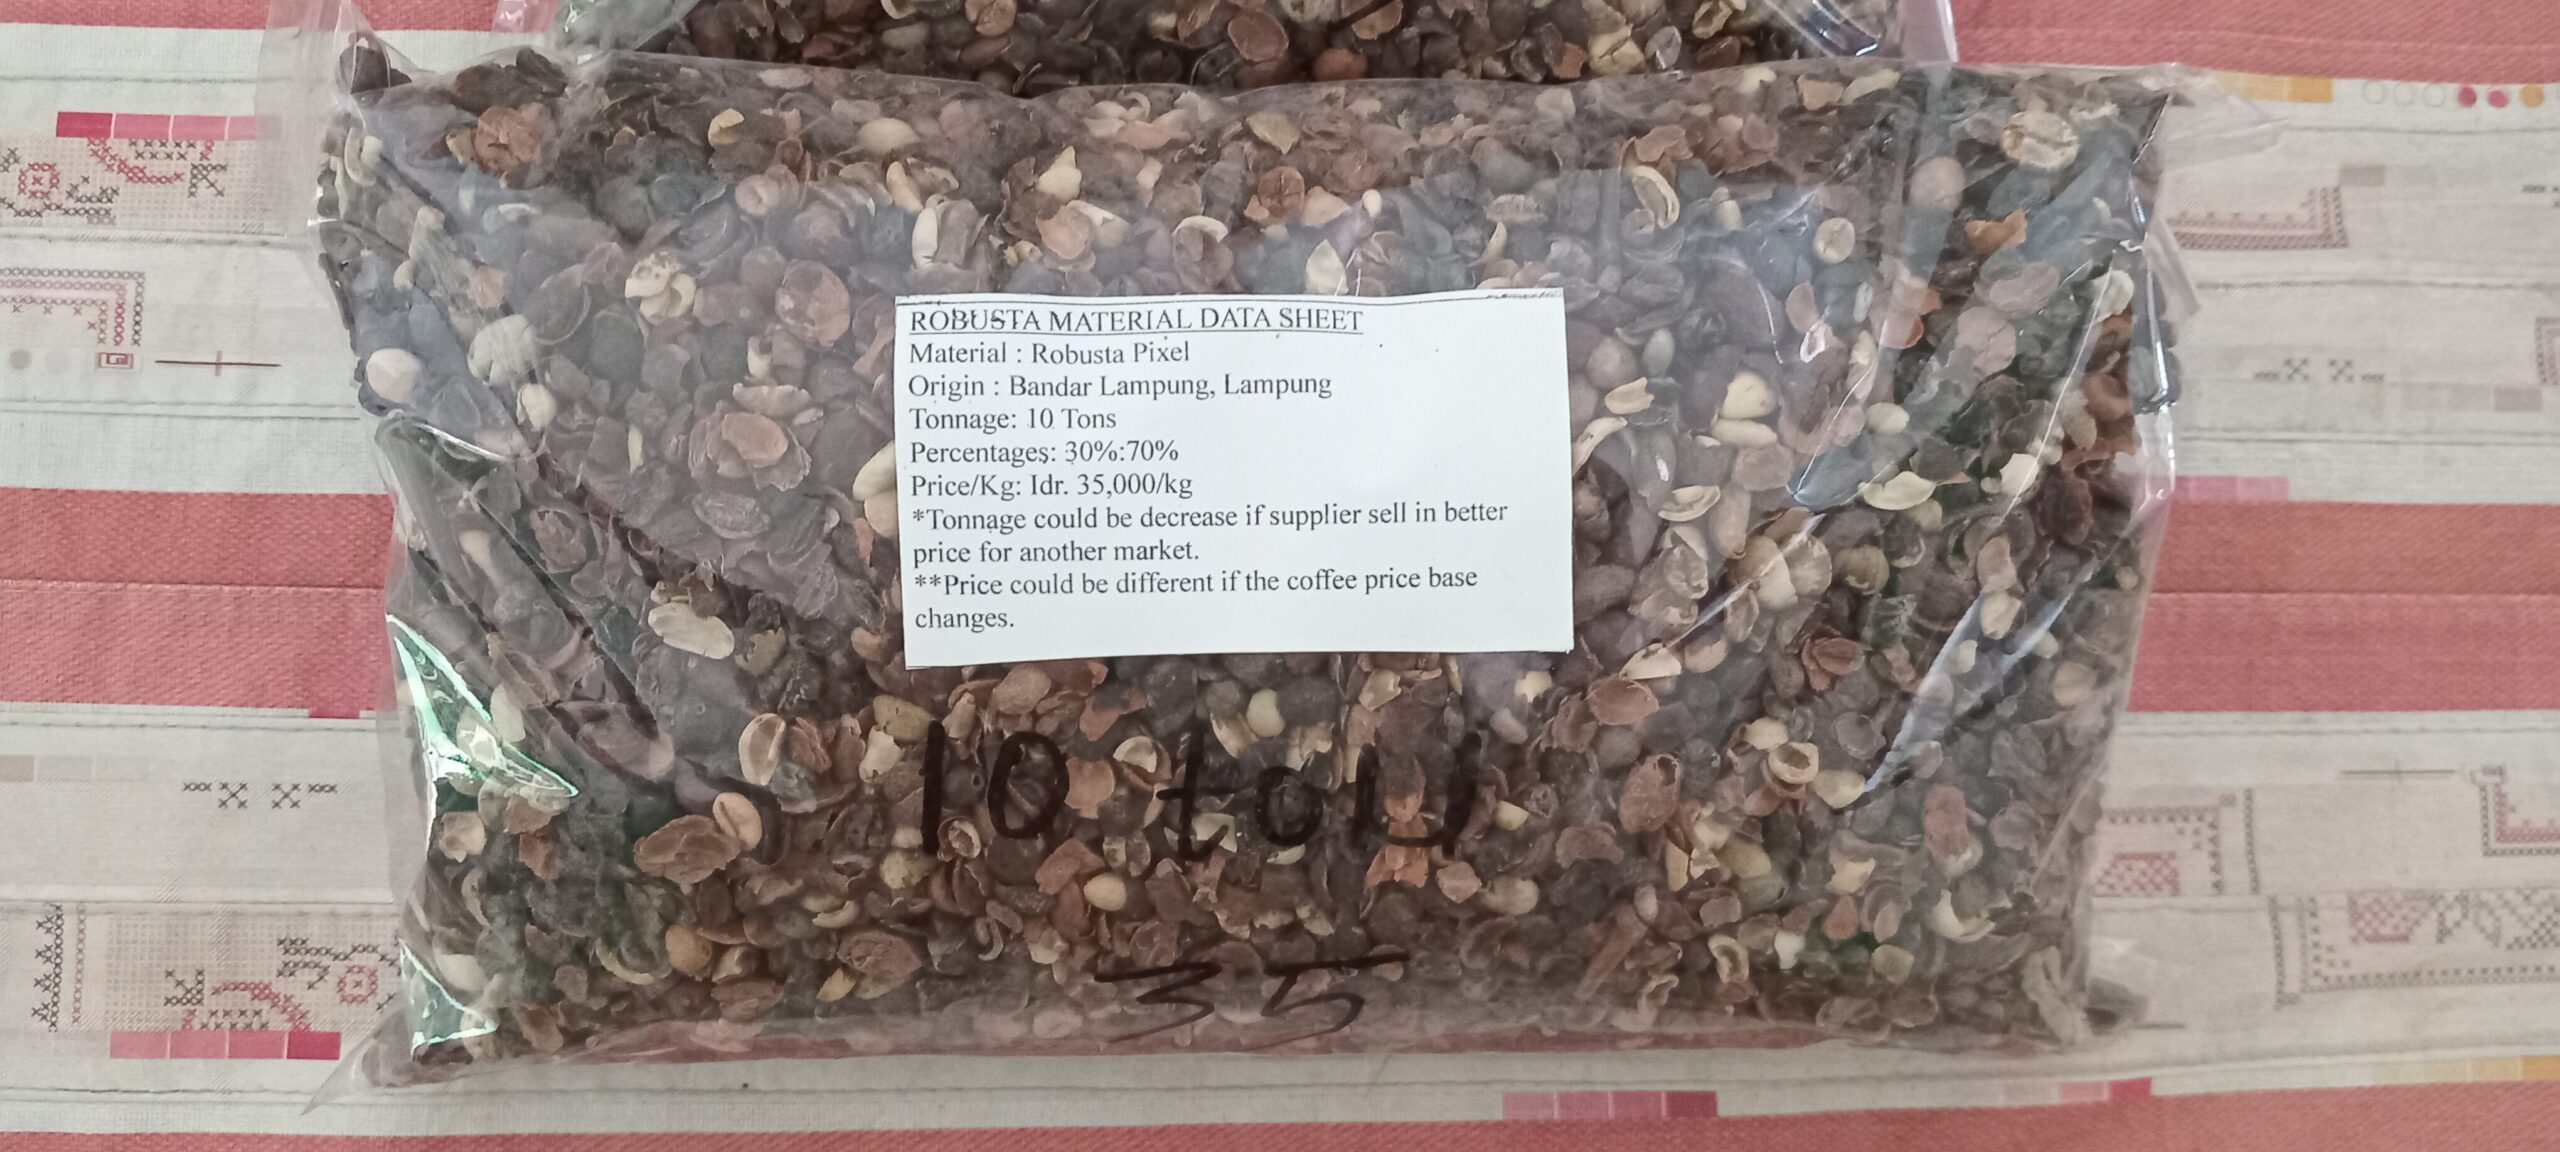 ROBUSTA MATERIAL DATA SHEET
Material : Robusta Pixel
Origin : Bandar Lampung, Lampung
Tonnage: 10 Tons
Percentages: 30%:70%
Price/Kg: Idr. 35,000/kg
*Tonnage could be decrease if supplier sell in better
price for another market.
**Price could be different if the coffee price base
changes.
10 ton
35